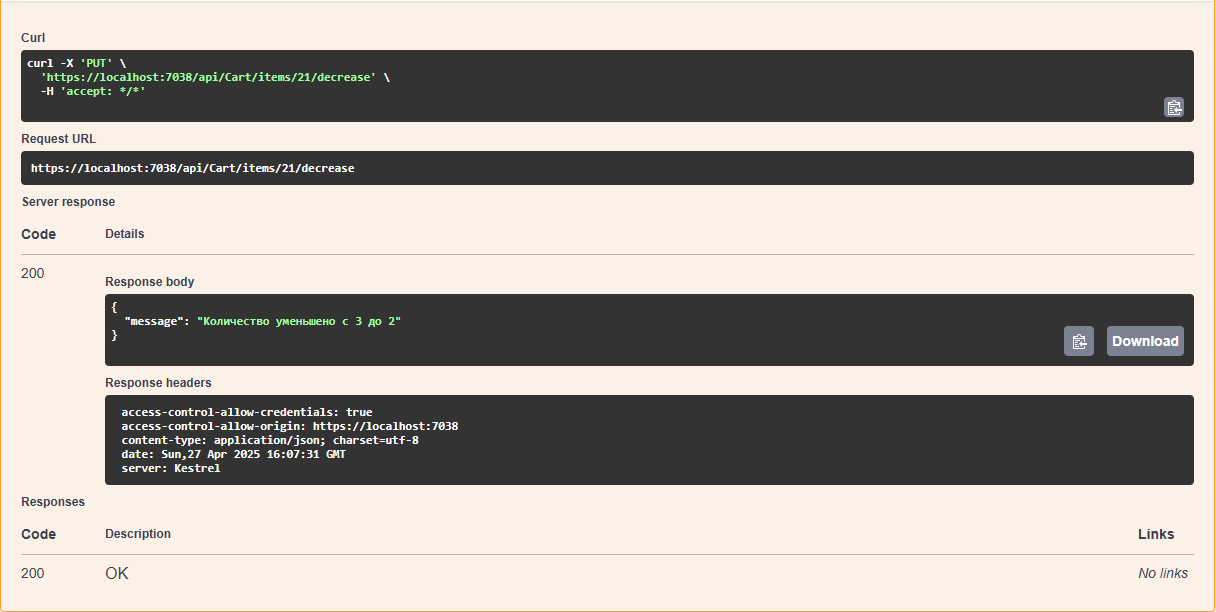 Curl
curl -X 'PUT' \
  'https://localhost:7038/api/Cart/items/21/decrease' \
  -H 'accept: */*'
Request URL
https://localhost:7038/api/Cart/items/21/decrease
Server response
Code Details
200
Response body
{
  "message": "Количество уменьшено с 3 до 2"
}
Download
Response headers
access-control-allow-credentials: true
access-control-allow-origin: https://localhost:7038
content-type: application/json; charset=utf-8
date: Sun,27 Apr 2025 16:07:31 GMT
server: Kestrel
Responses
Code Description Links
200 OK No links